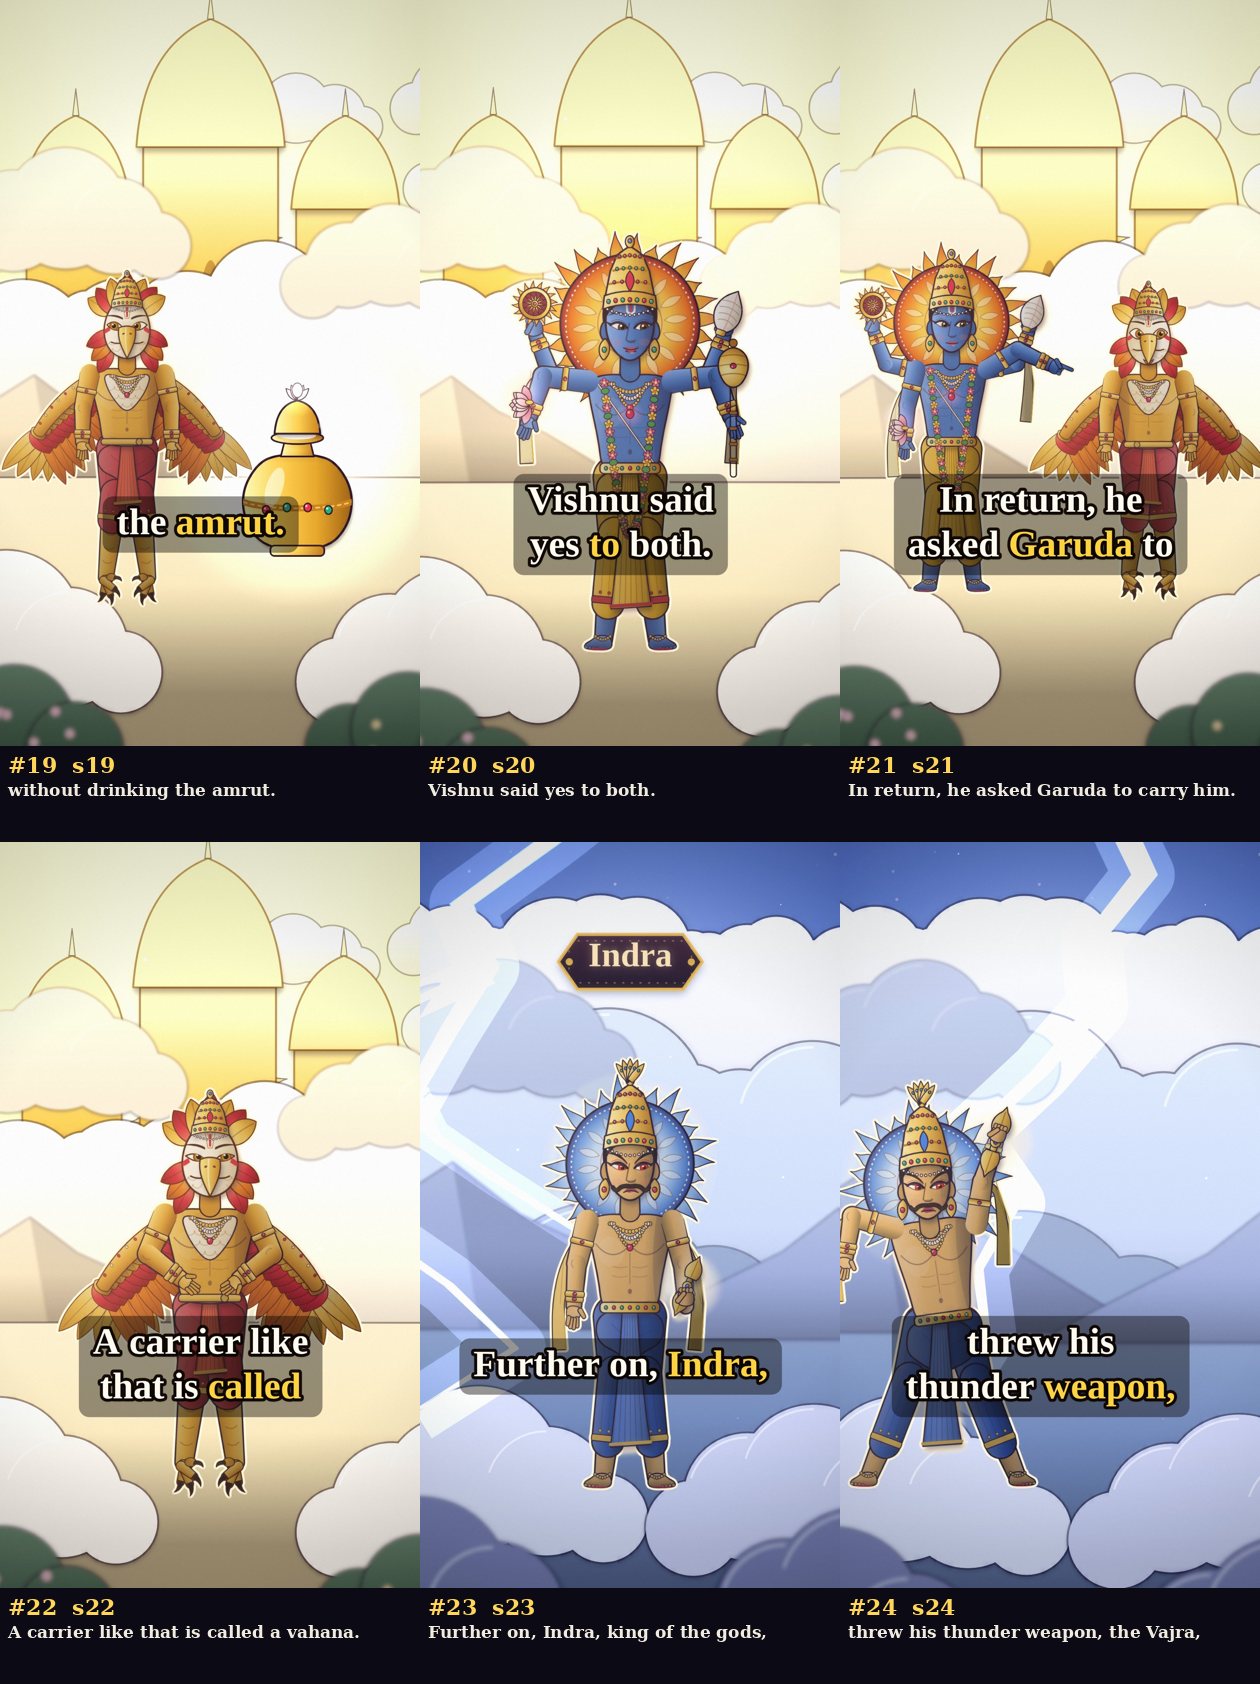 the amrut.
#19 s19
without drinking the amrut.
Vishnu said
yes to both.
#20 s20
Vishnu said yes to both.
In return, he
asked Garuda to
#21 s21
In return, he asked Garuda to carry him.
A carrier like
that is called
#22 s22
A carrier like that is called a vahana.
Indra
Further on, Indra,
#23 s23
Further on, Indra, king of the gods,
threw his
thunder weapon,
#24 s24
threw his thunder weapon, the Vajra,